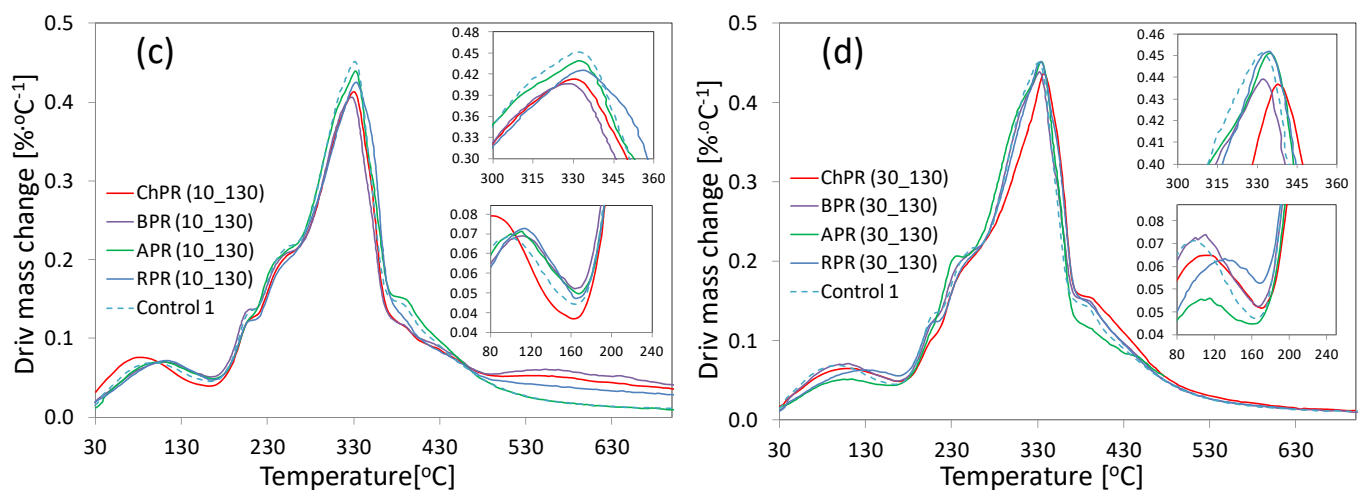 (c)
Driv mass change [%·ºC⁻¹]
0.5
0.4
0.3
0.2
0.1
0.0
30 130 230 330 430 530 630
Temperature[ºC]
ChPR (10_130)
BPR (10_130)
APR (10_130)
RPR (10_130)
Control 1
0.48
0.45
0.42
0.39
0.36
0.33
0.30
300 315 330 345 360
0.08
0.07
0.06
0.05
0.04
80 120 160 200 240
(d)
Driv mass change [%·ºC⁻¹]
0.5
0.4
0.3
0.2
0.1
0.0
30 130 230 330 430 530 630
Temperature [ºC]
ChPR (30_130)
BPR (30_130)
APR (30_130)
RPR (30_130)
Control 1
0.46
0.45
0.44
0.43
0.42
0.41
0.40
300 315 330 345 360
0.08
0.07
0.06
0.05
0.04
80 120 160 200 240